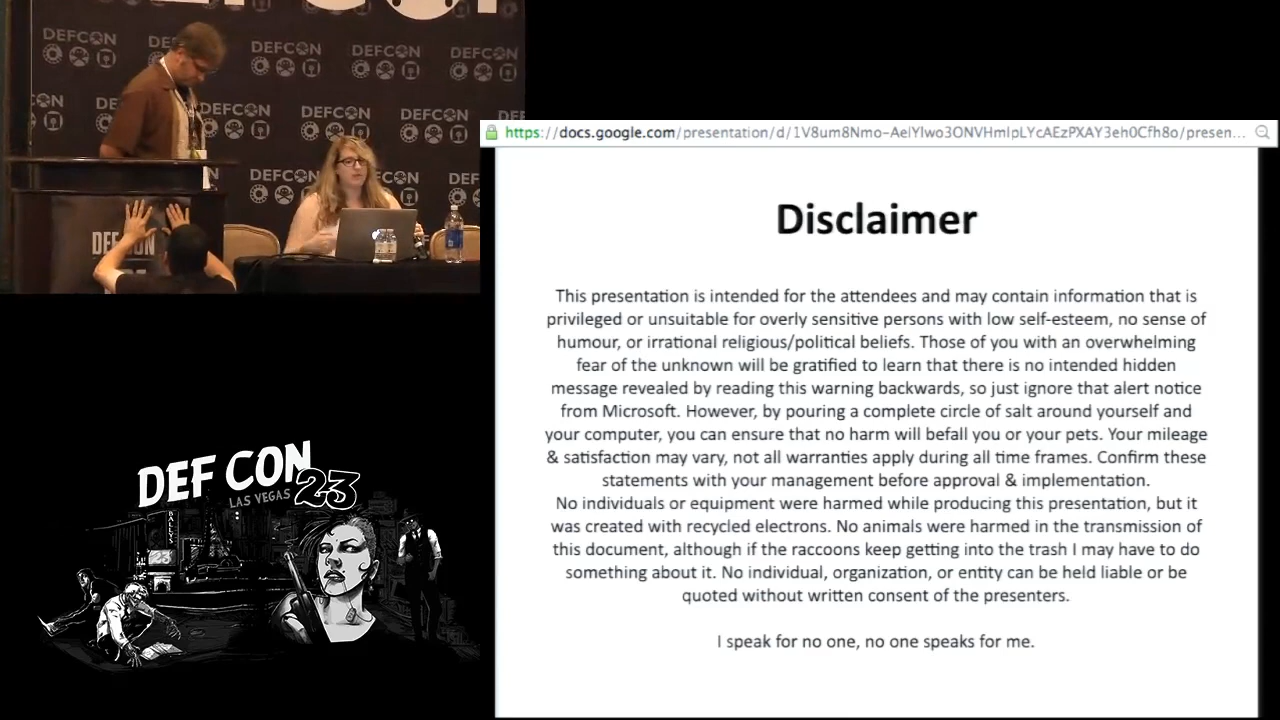 DEFCON
DEFCON
DEFCON
DEFCON
DEFCON
DEFCON
DEFCON
DEF CON
https://docs.google.com/presentation/d/1V8um8Nmo-AeiYlwo3ONVHmlpLYcAEzPXAY3eh0Cfh8o/presen...
Disclaimer
This presentation is intended for the attendees and may contain information that is
privileged or unsuitable for overly sensitive persons with low self-esteem, no sense of
humour, or irrational religious/political beliefs. Those of you with an overwhelming
fear of the unknown will be gratified to learn that there is no intended hidden
message revealed by reading this warning backwards, so just ignore that alert notice
from Microsoft. However, by pouring a complete circle of salt around yourself and
your computer, you can ensure that no harm will befall you or your pets. Your mileage
& satisfaction may vary, not all warranties apply during all time frames. Confirm these
statements with your management before approval & implementation.
No individuals or equipment were harmed while producing this presentation, but it
was created with recycled electrons. No animals were harmed in the transmission of
this document, although if the raccoons keep getting into the trash I may have to do
something about it. No individual, organization, or entity can be held liable or be
quoted without written consent of the presenters.
I speak for no one, no one speaks for me.
DEF CON
LAS VEGAS 23
BALLYS